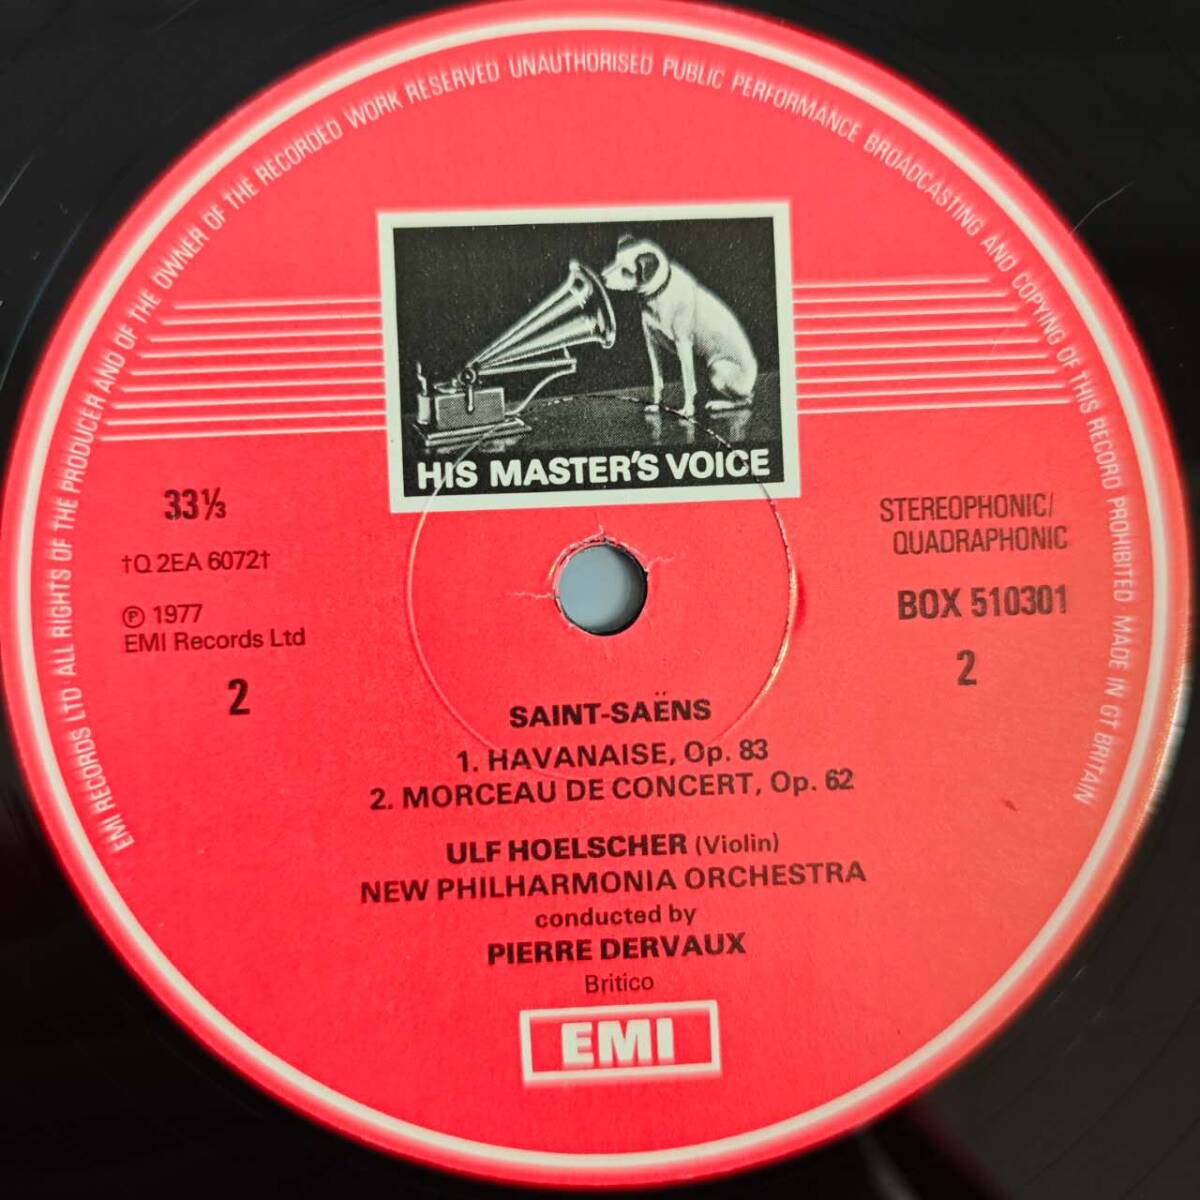 EMI RECORDS LTD · ALL RIGHTS OF THE PRODUCER AND OF THE OWNER OF THE RECORDED WORK RESERVED UNAUTHORISED PUBLIC PERFORMANCE BROADCASTING AND COPYING OF THIS RECORD PROHIBITED · MADE IN GT BRITAIN
HIS MASTER'S VOICE
33⅓
†Q 2EA 6072†
℗ 1977
EMI Records Ltd
2
STEREOPHONIC/
QUADRAPHONIC
BOX 510301
2
SAINT-SAËNS
1. HAVANAISE, Op. 83
2. MORCEAU DE CONCERT, Op. 62
ULF HOELSCHER (Violin)
NEW PHILHARMONIA ORCHESTRA
conducted by
PIERRE DERVAUX
Britico
EMI